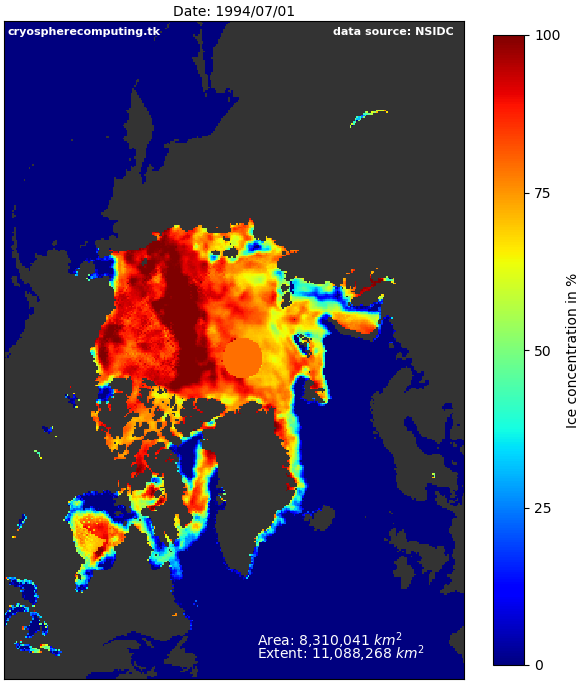 Date: 1994/07/01
cryospherecomputing.tk
data source: NSIDC
100
75
50
25
0
Ice concentration in %
Area: 8,310,041 km²
Extent: 11,088,268 km²